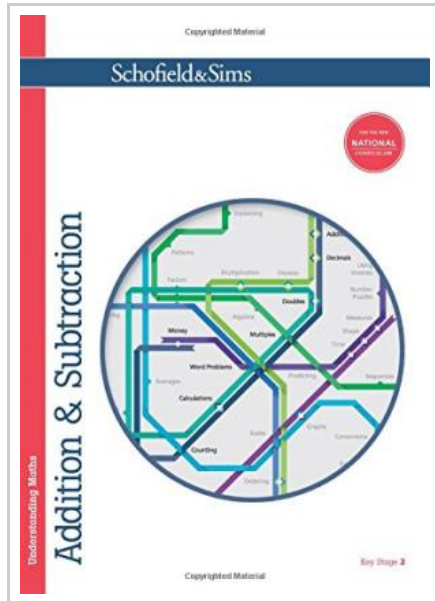 Copyrighted Material
Schofield&Sims
FOR THE NEW
NATIONAL
CURRICULUM
Understanding Maths
Addition & Subtraction
Explaining
Patterns
Factors
Multiplication
Division
Decimals
Doubles
Number
Puzzles
Measures
Shape
Time
Algebra
Multiples
Money
Word Problems
Predicting
Sequences
Averages
Calculations
Scales
Graphs
Conversions
Counting
Ordering
Key Stage 2
Copyrighted Material